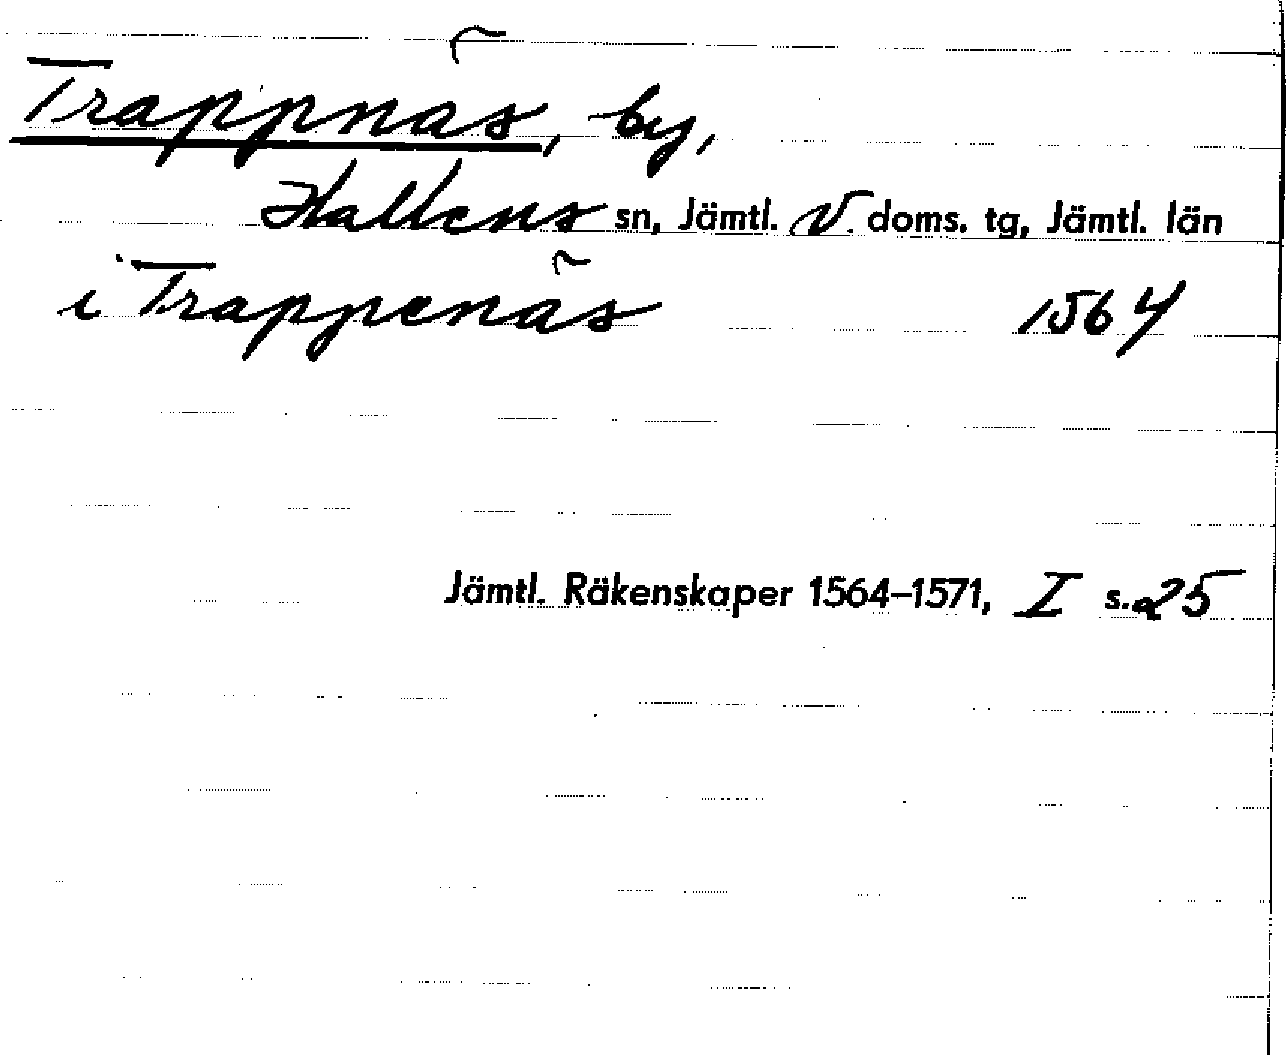 Trappnäs, by,
Hallens sn, Jämtl. V. doms. tg, Jämtl. län
i Trappenäs 1564
Jämtl. Räkenskaper 1564–1571, I s. 25